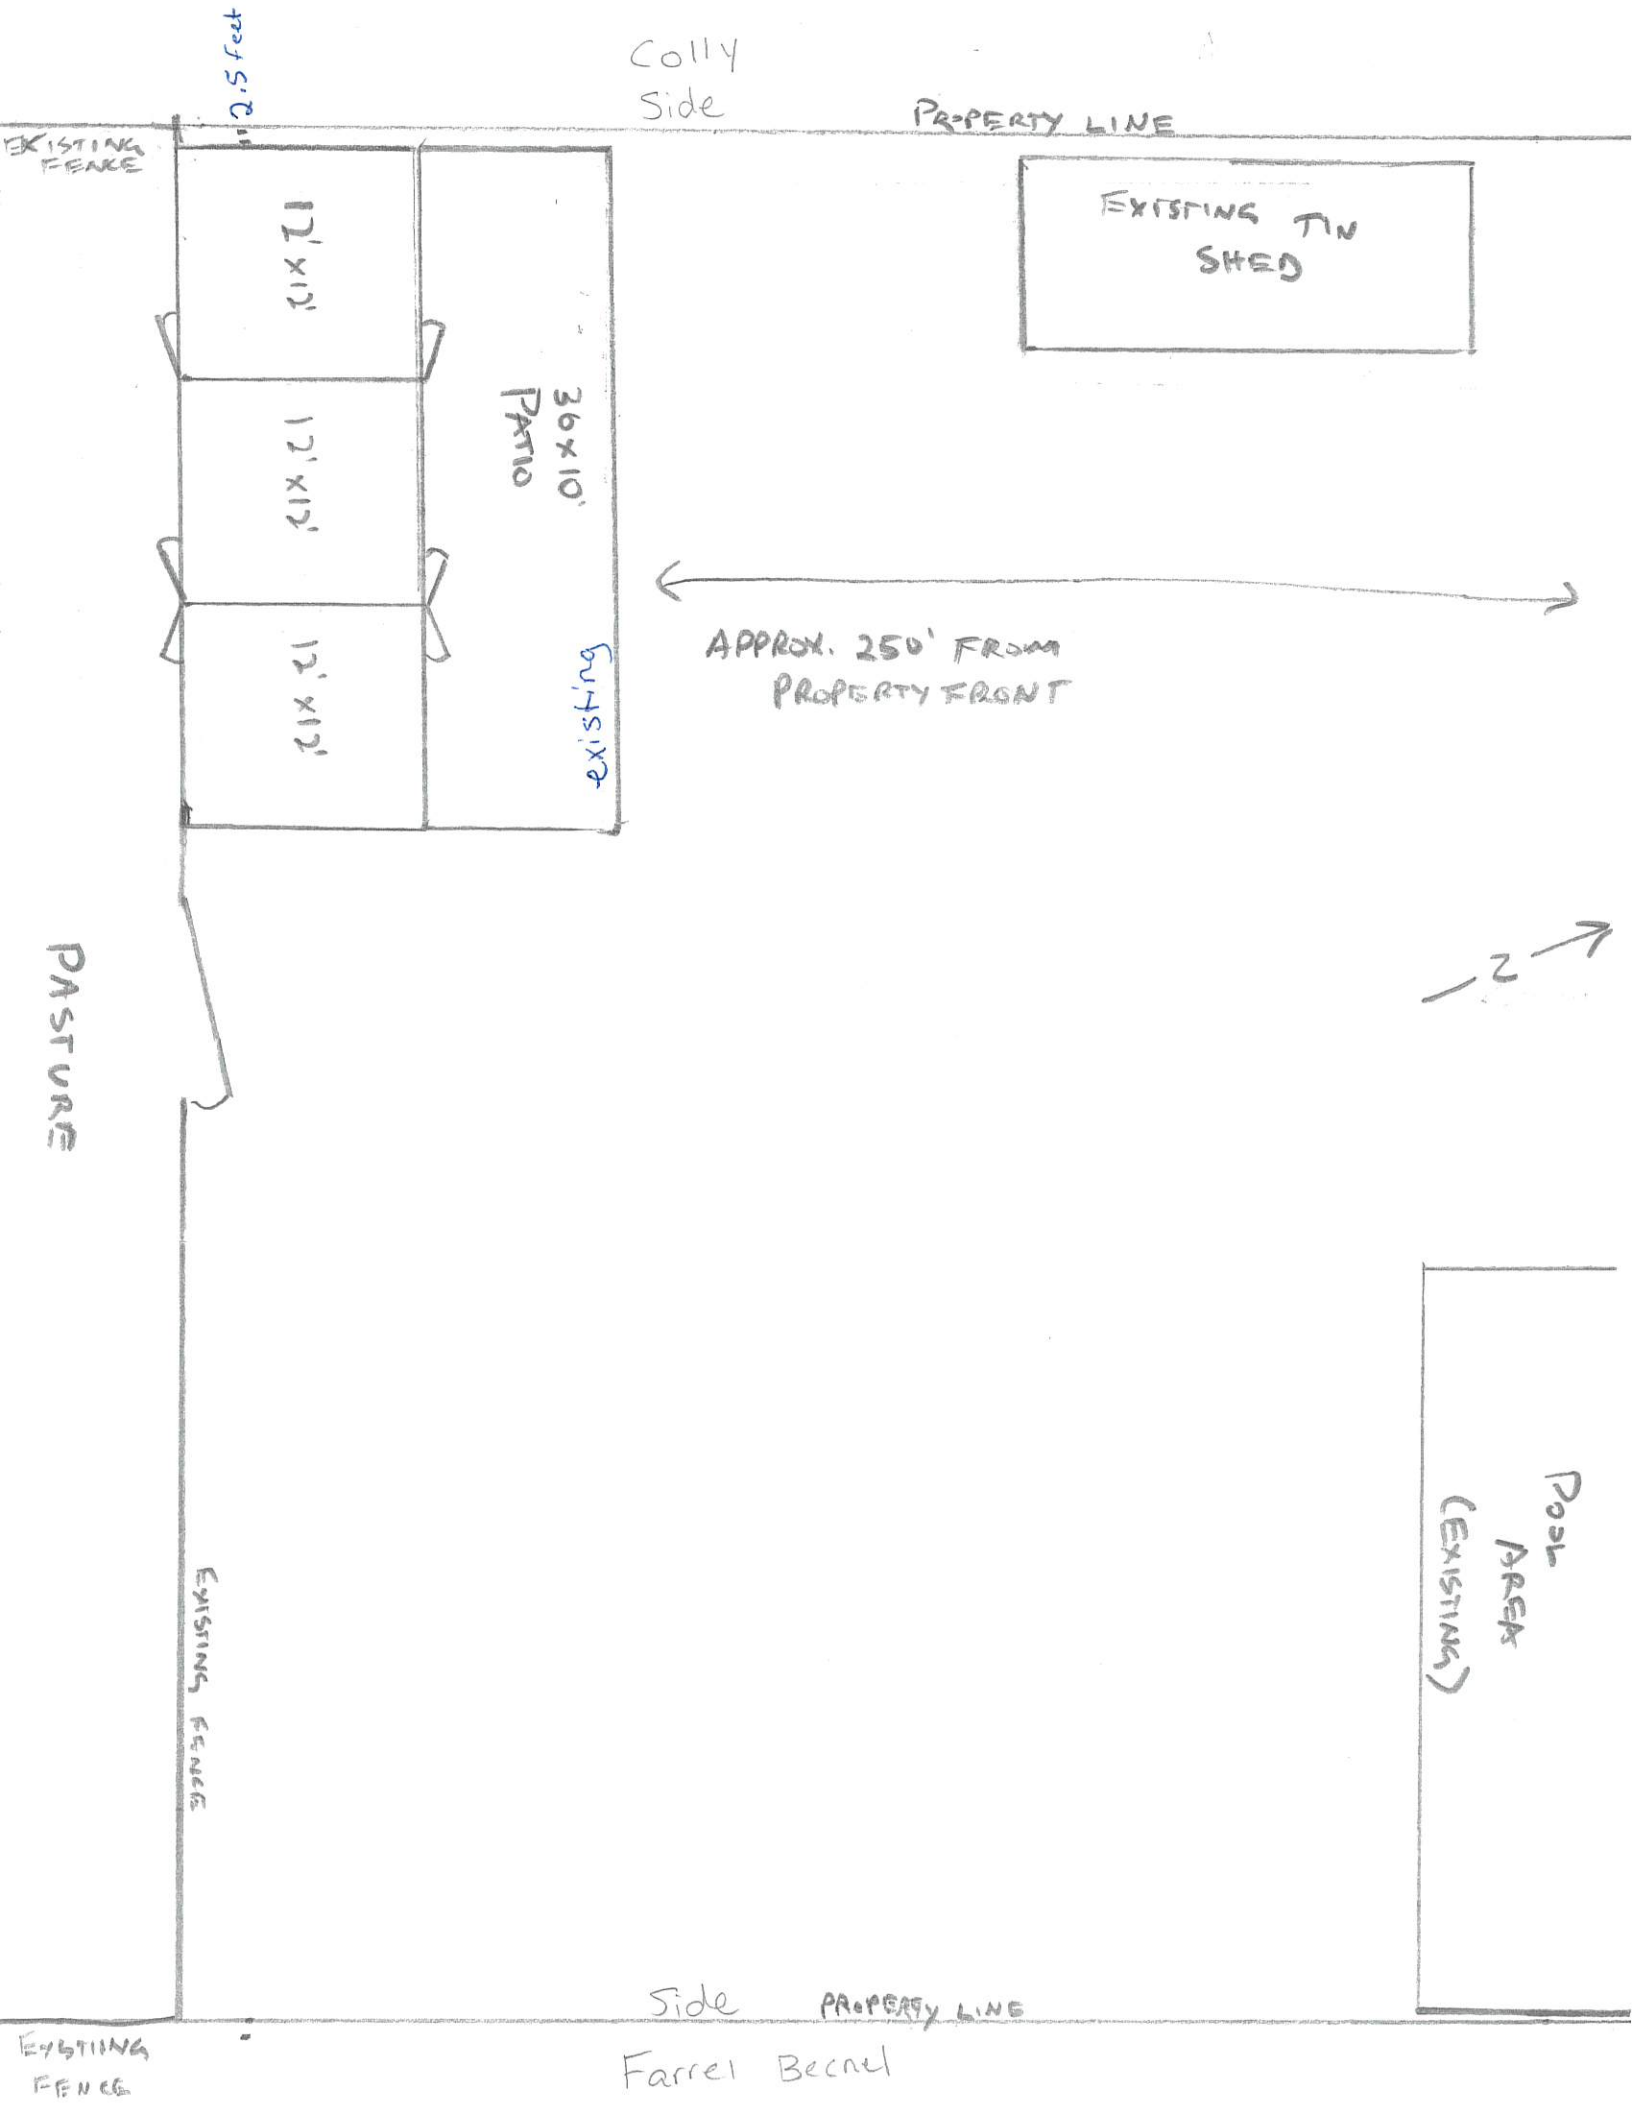 2.5 feet
Colly
Side
PROPERTY LINE
EXISTING
FENCE
EXISTING TIN
SHED
12'x12'
12'x12'
12'x12'
36x10'
PATIO
existing
APPROX. 250' FROM
PROPERTY FRONT
N
PASTURE
POOL
AREA
(EXISTING)
EXISTING FENCE
Side
PROPERTY LINE
EXISTING
FENCE
Farrel Becnel